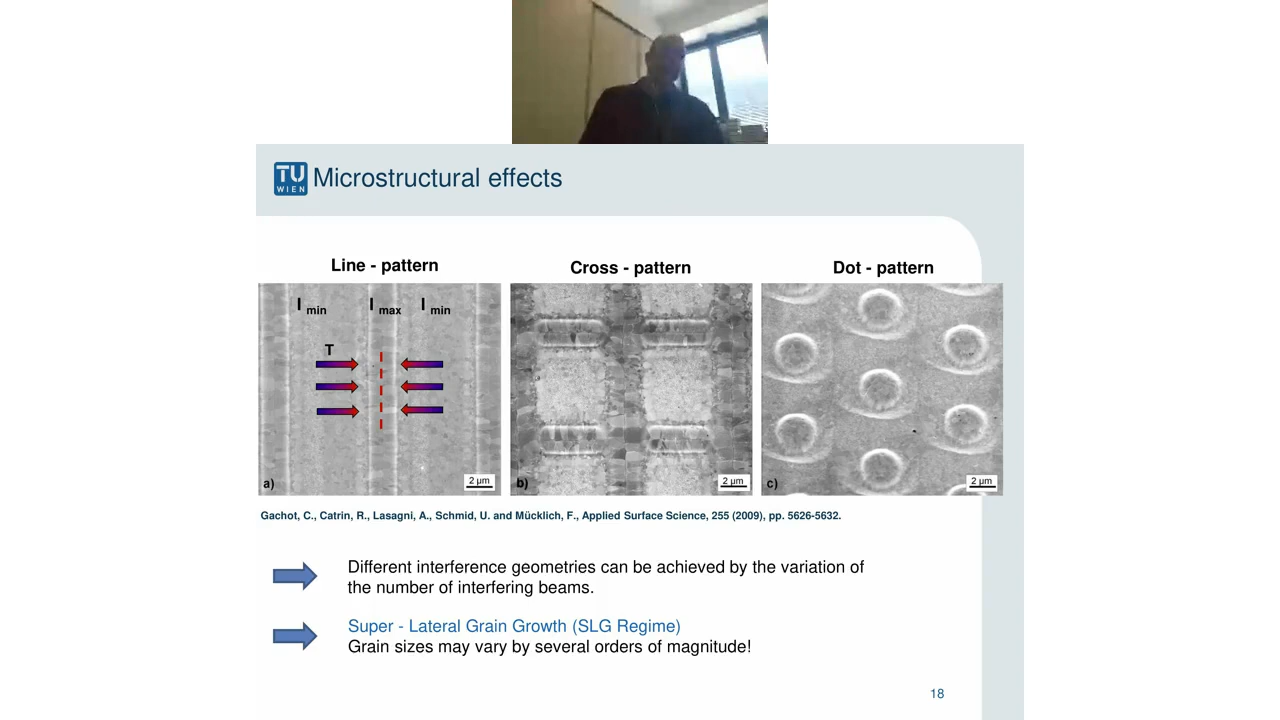 TU
WIEN
Microstructural effects
Line - pattern
Cross - pattern
Dot - pattern
I min
I max
I min
T
a)
2 µm
b)
2 µm
c)
2 µm
Gachot, C., Catrin, R., Lasagni, A., Schmid, U. and Mücklich, F., Applied Surface Science, 255 (2009), pp. 5626-5632.
Different interference geometries can be achieved by the variation of
the number of interfering beams.
Super - Lateral Grain Growth (SLG Regime)
Grain sizes may vary by several orders of magnitude!
18